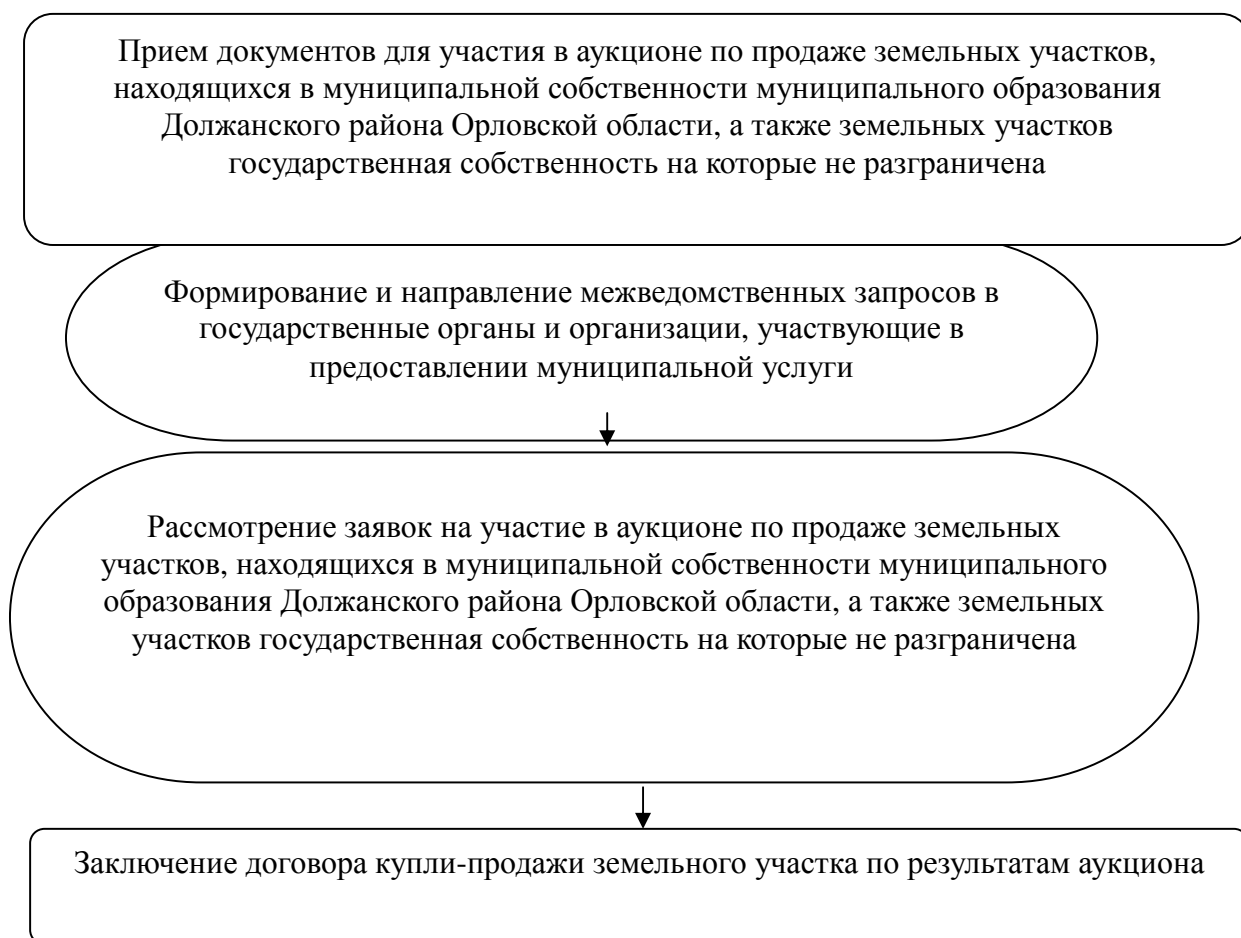 Прием документов для участия в аукционе по продаже земельных участков,
находящихся в муниципальной собственности муниципального образования
Должанского района Орловской области, а также земельных участков
государственная собственность на которые не разграничена
Формирование и направление межведомственных запросов в
государственные органы и организации, участвующие в
предоставлении муниципальной услуги
Рассмотрение заявок на участие в аукционе по продаже земельных
участков, находящихся в муниципальной собственности муниципального
образования Должанского района Орловской области, а также земельных
участков государственная собственность на которые не разграничена
Заключение договора купли-продажи земельного участка по результатам аукциона